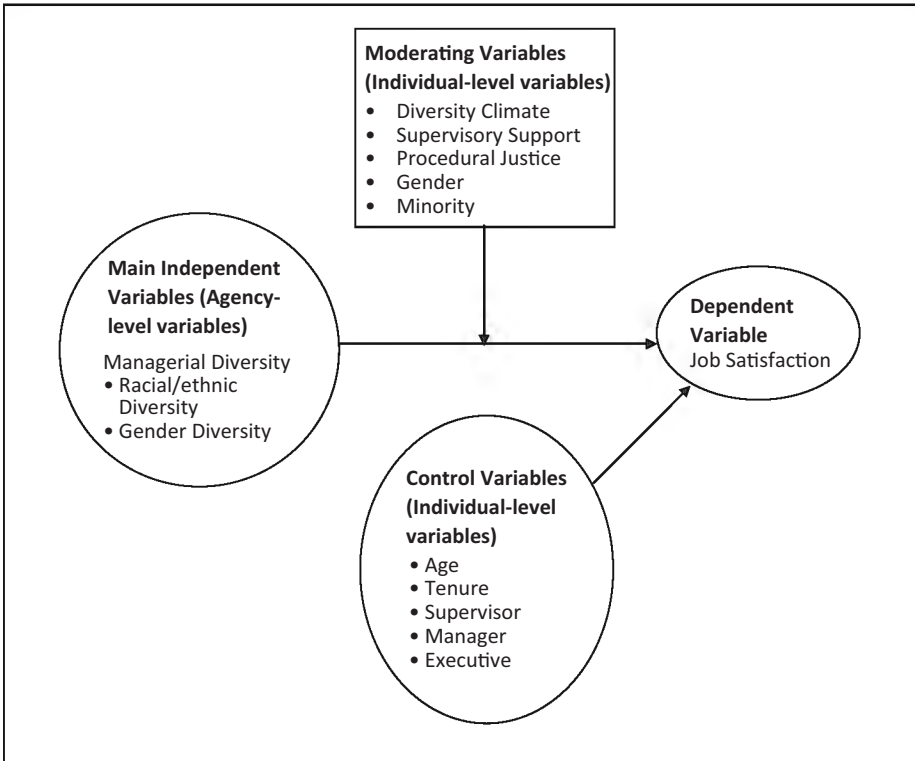 Moderating Variables
(Individual-level variables)
• Diversity Climate
• Supervisory Support
• Procedural Justice
• Gender
• Minority
Main Independent
Variables (Agency-
level variables)
Managerial Diversity
• Racial/ethnic
Diversity
• Gender Diversity
Dependent
Variable
Job Satisfaction
Control Variables
(Individual-level
variables)
• Age
• Tenure
• Supervisor
• Manager
• Executive